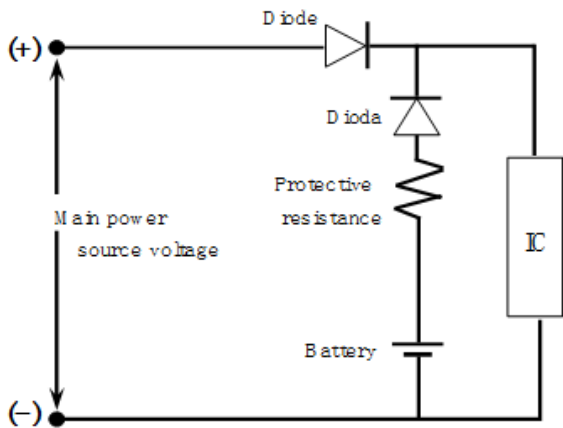 Diode
(+)
Dioda
Protective
resistance
Main power
source voltage
IC
Battery
(−)